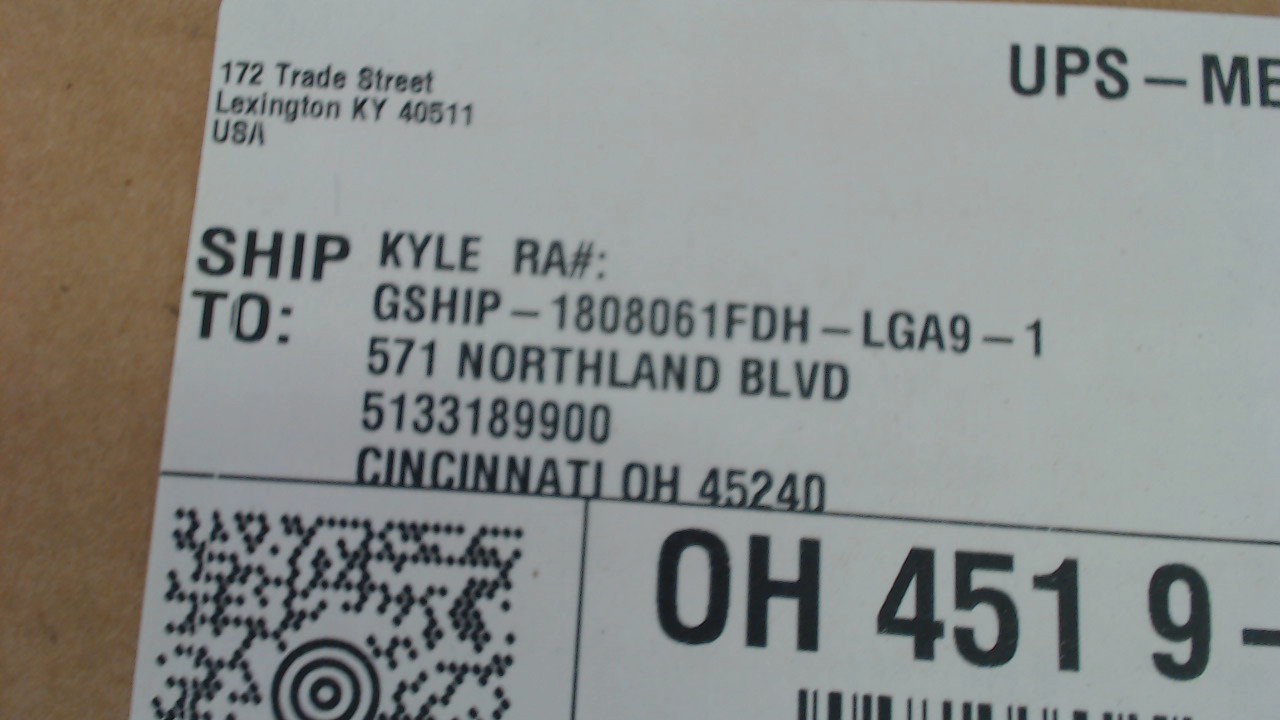 172 Trade Street
Lexington KY 40511
USA
UPS - ME
SHIP TO:
KYLE RA#:
GSHIP - 1808061FDH - LGA9 - 1
571 NORTHLAND BLVD
5133189900
CINCINNATI OH 45240
OH 451 9 -